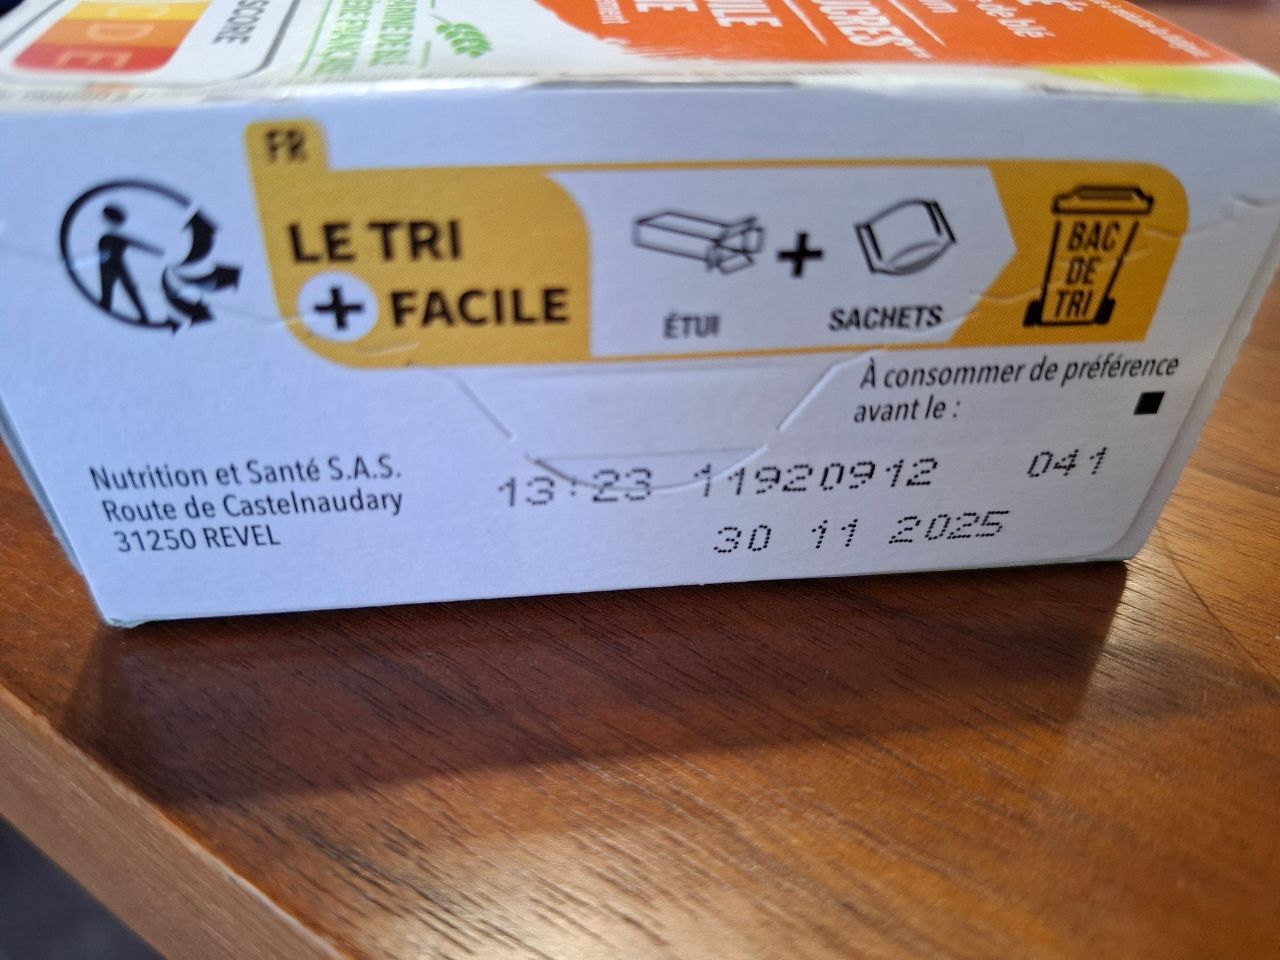 D E
SCORE
FR
LE TRI
+ FACILE
ÉTUI
+
SACHETS
BAC
DE
TRI
À consommer de préférence
avant le :
Nutrition et Santé S.A.S.
Route de Castelnaudary
31250 REVEL
13:23 11920912 041
30 11 2025